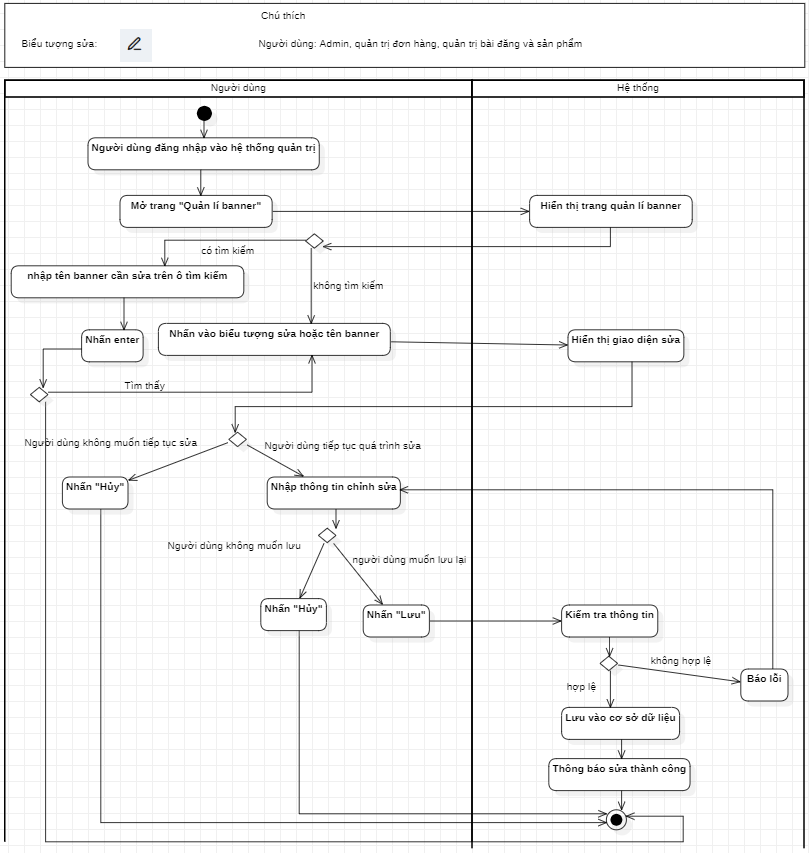 Chú thích
Biểu tượng sửa:
Người dùng: Admin, quản trị đơn hàng, quản trị bài đăng và sản phẩm
Người dùng
Hệ thống
Người dùng đăng nhập vào hệ thống quản trị
Mở trang "Quản lí banner"
Hiển thị trang quản lí banner
có tìm kiếm
nhập tên banner cần sửa trên ô tìm kiếm
không tìm kiếm
Nhấn enter
Nhấn vào biểu tượng sửa hoặc tên banner
Hiển thị giao diện sửa
Tìm thấy
Người dùng không muốn tiếp tục sửa
Người dùng tiếp tục quá trình sửa
Nhấn "Hủy"
Nhập thông tin chỉnh sửa
Người dùng không muốn lưu
người dùng muốn lưu lại
Nhấn "Hủy"
Nhấn "Lưu"
Kiểm tra thông tin
không hợp lệ
Báo lỗi
hợp lệ
Lưu vào cơ sở dữ liệu
Thông báo sửa thành công